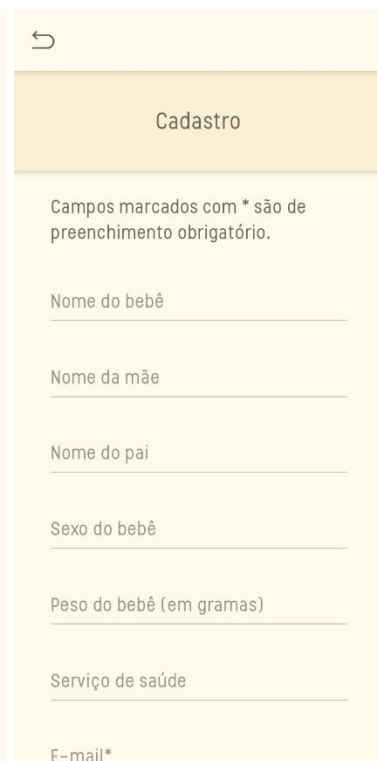 Cadastro
Campos marcados com * são de
preenchimento obrigatório.
Nome do bebê
Nome da mãe
Nome do pai
Sexo do bebê
Peso do bebê (em gramas)
Serviço de saúde
E-mail*